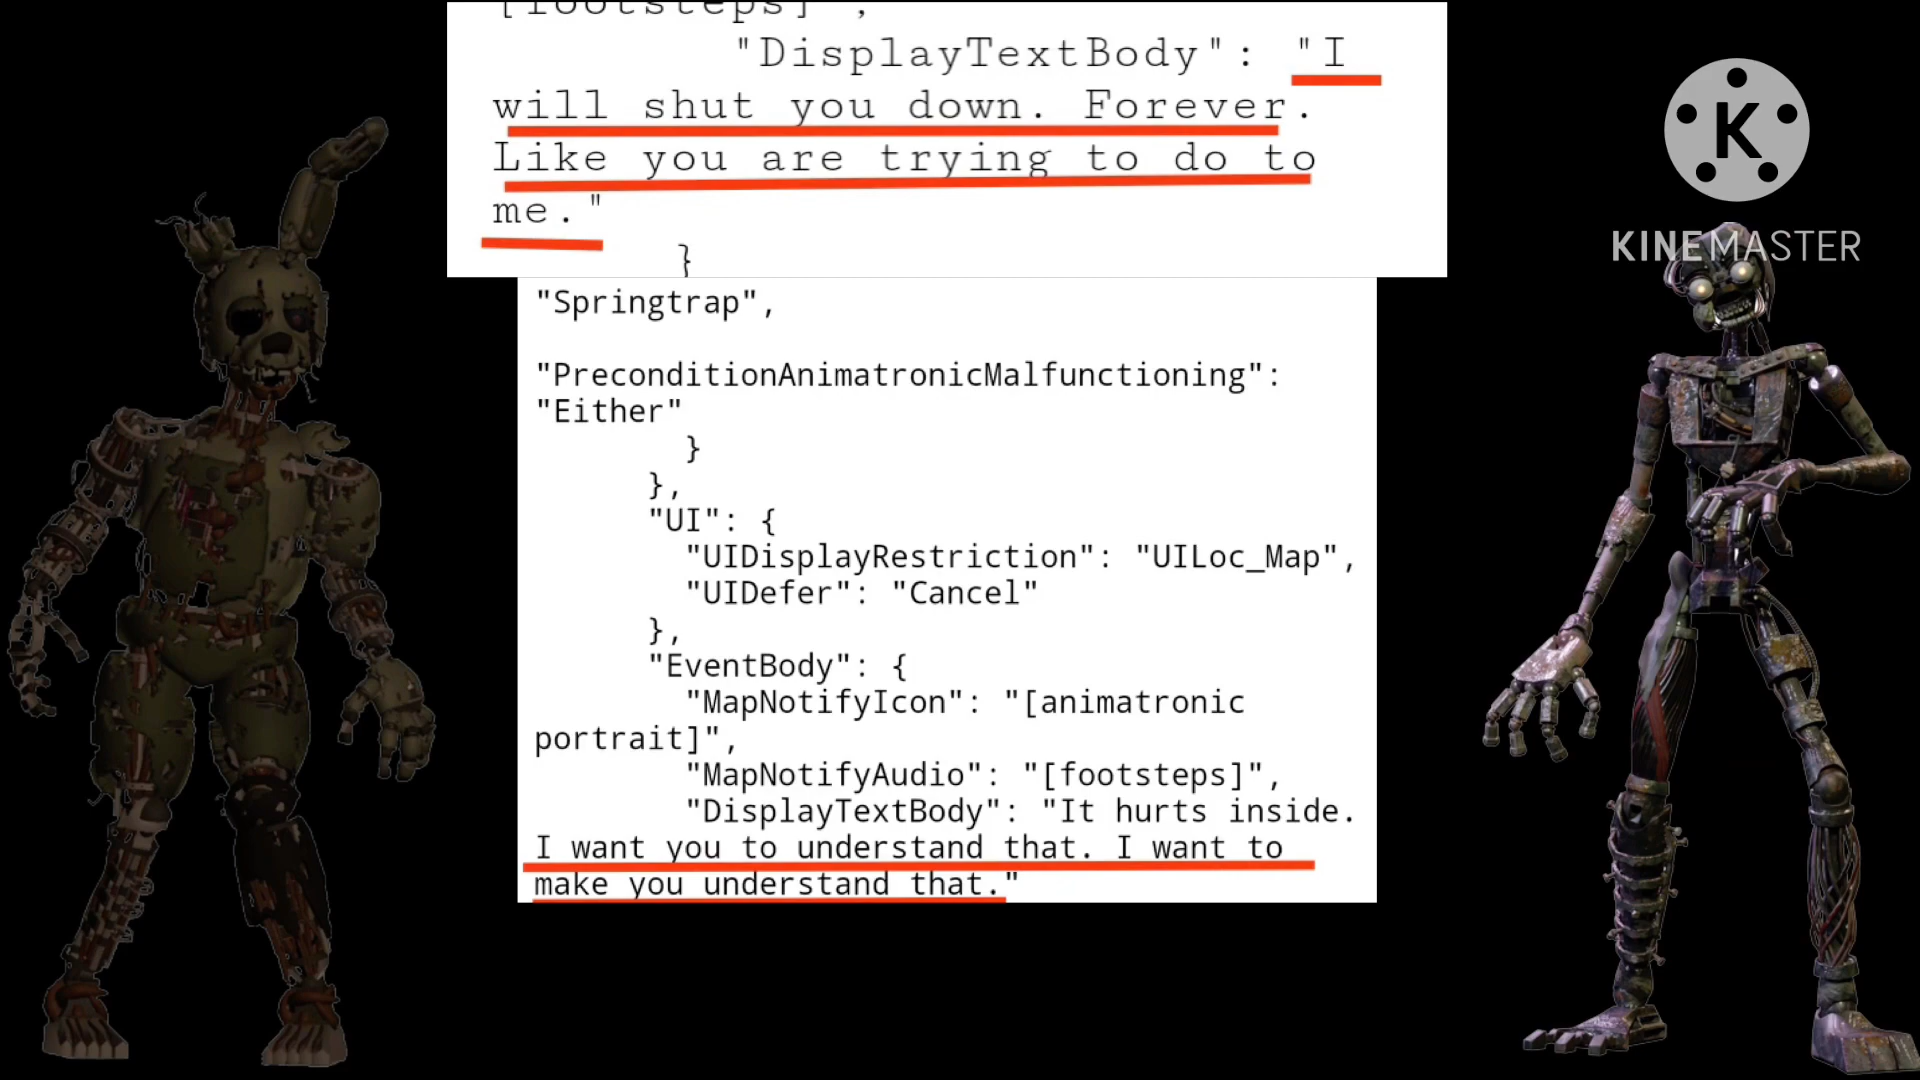 [footsteps]",
"DisplayTextBody": "I
will shut you down. Forever.
Like you are trying to do to
me."
}
"Springtrap",
"PreconditionAnimatronicMalfunctioning":
"Either"
}
},
"UI": {
"UIDisplayRestriction": "UILoc_Map",
"UIDefer": "Cancel"
},
"EventBody": {
"MapNotifyIcon": "[animatronic
portrait]",
"MapNotifyAudio": "[footsteps]",
"DisplayTextBody": "It hurts inside.
I want you to understand that. I want to
make you understand that."
K
KINEMASTER